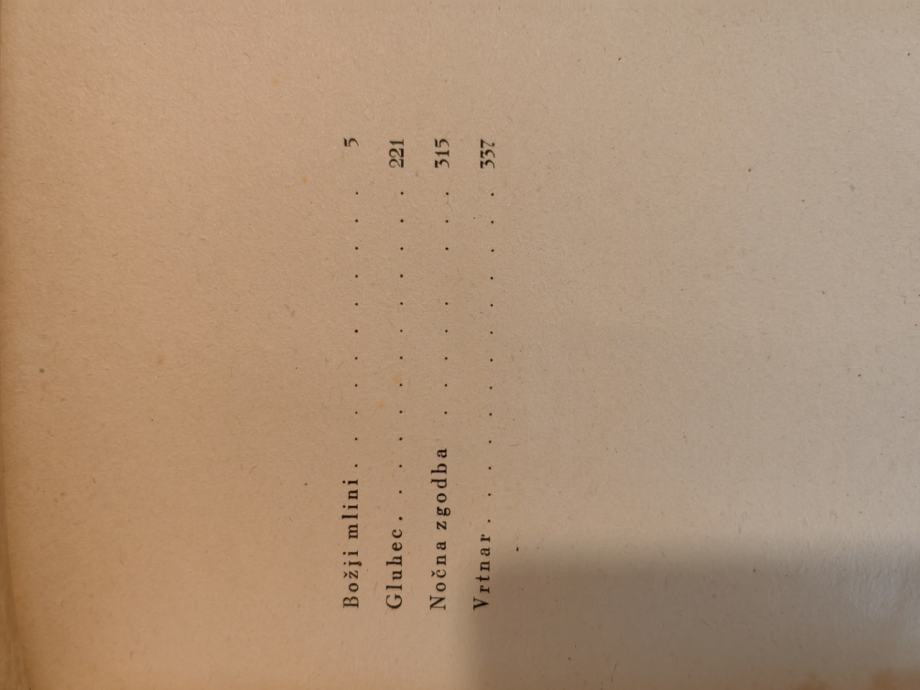 Božji mlini . . . . . . . . . . . 5
Gluhec . . . . . . . . . . . . . 221
Nočna zgodba . . . . . . . . 315
Vrtnar . . . . . . . . . . . . . 337